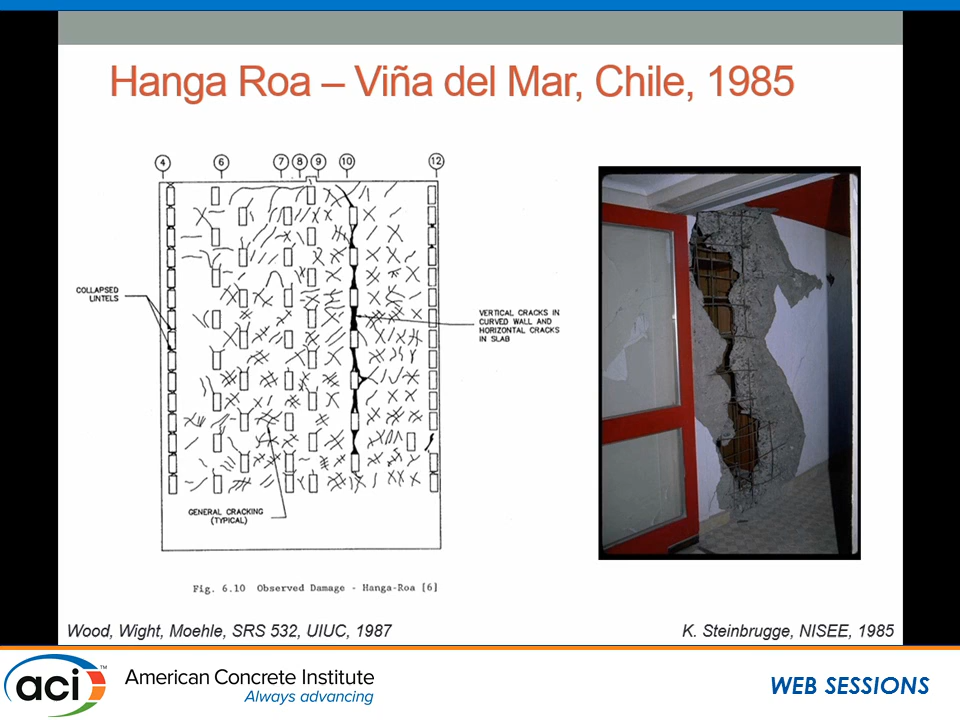 Hanga Roa – Viña del Mar, Chile, 1985
4 6 7 8 9 10 12
COLLAPSED
LINTELS
VERTICAL CRACKS IN
CURVED WALL AND
HORIZONTAL CRACKS
IN SLAB
GENERAL CRACKING
(TYPICAL)
Fig. 6.10 Observed Damage - Hanga-Roa [6]
Wood, Wight, Moehle, SRS 532, UIUC, 1987
K. Steinbrugge, NISEE, 1985
aci™
American Concrete Institute
Always advancing
WEB SESSIONS